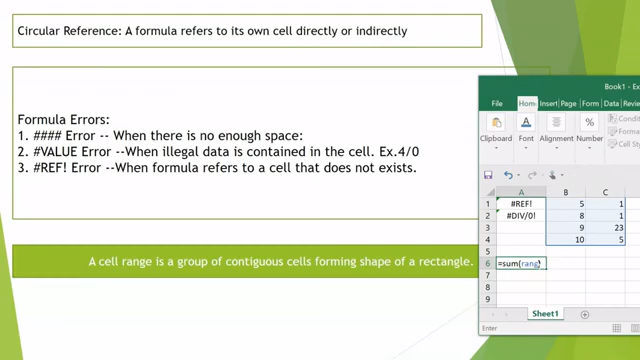 Circular Reference: A formula refers to its own cell directly or indirectly
Formula Errors:
1. #### Error -- When there is no enough space:
2. #VALUE Error --When illegal data is contained in the cell. Ex.4/0
3. #REF! Error --When formula refers to a cell that does not exists.
A cell range is a group of contiguous cells forming shape of a rectangle.
Book1 - Ex
File Home Insert Page Form Data Revie
Clipboard Font Alignment Number
%
Condi
Forma
Cell Sty
A B C
1 #REF! 5 1
2 #DIV/0! 8 1
3 9 23
4 10 5
5
6 =sum(rang)
7
8
9
Sheet1
Enter